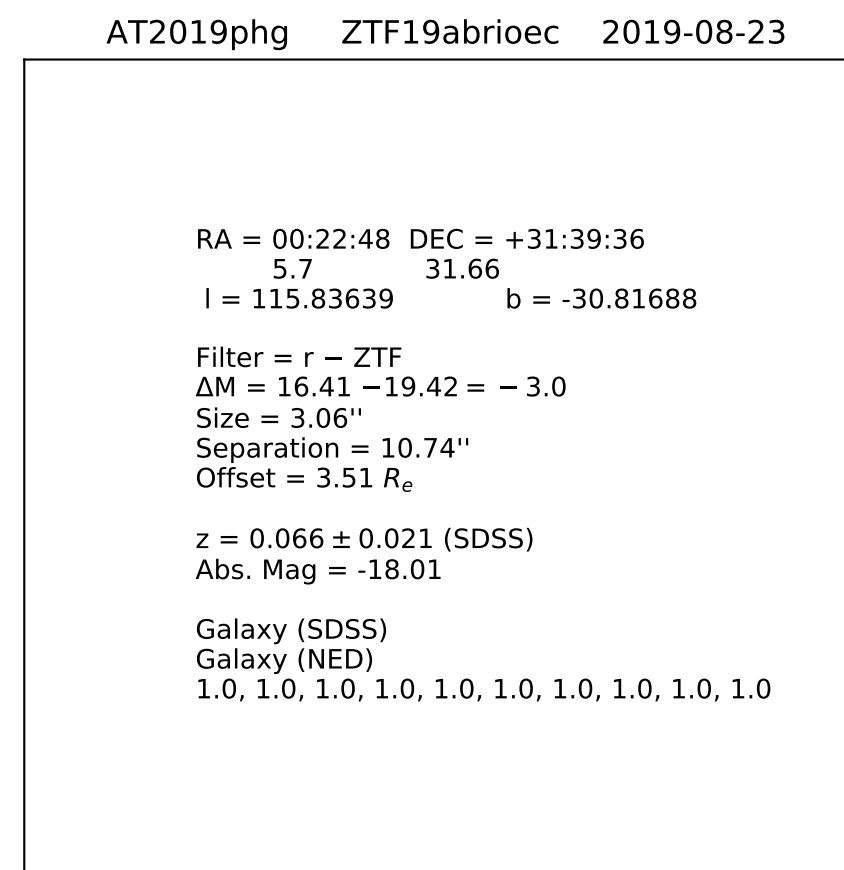 AT2019phg ZTF19abrioec 2019-08-23
RA = 00:22:48 DEC = +31:39:36
5.7 31.66
l = 115.83639 b = -30.81688
Filter = r − ZTF
ΔM = 16.41 −19.42 = − 3.0
Size = 3.06''
Separation = 10.74''
Offset = 3.51 Re
z = 0.066 ± 0.021 (SDSS)
Abs. Mag = -18.01
Galaxy (SDSS)
Galaxy (NED)
1.0, 1.0, 1.0, 1.0, 1.0, 1.0, 1.0, 1.0, 1.0, 1.0